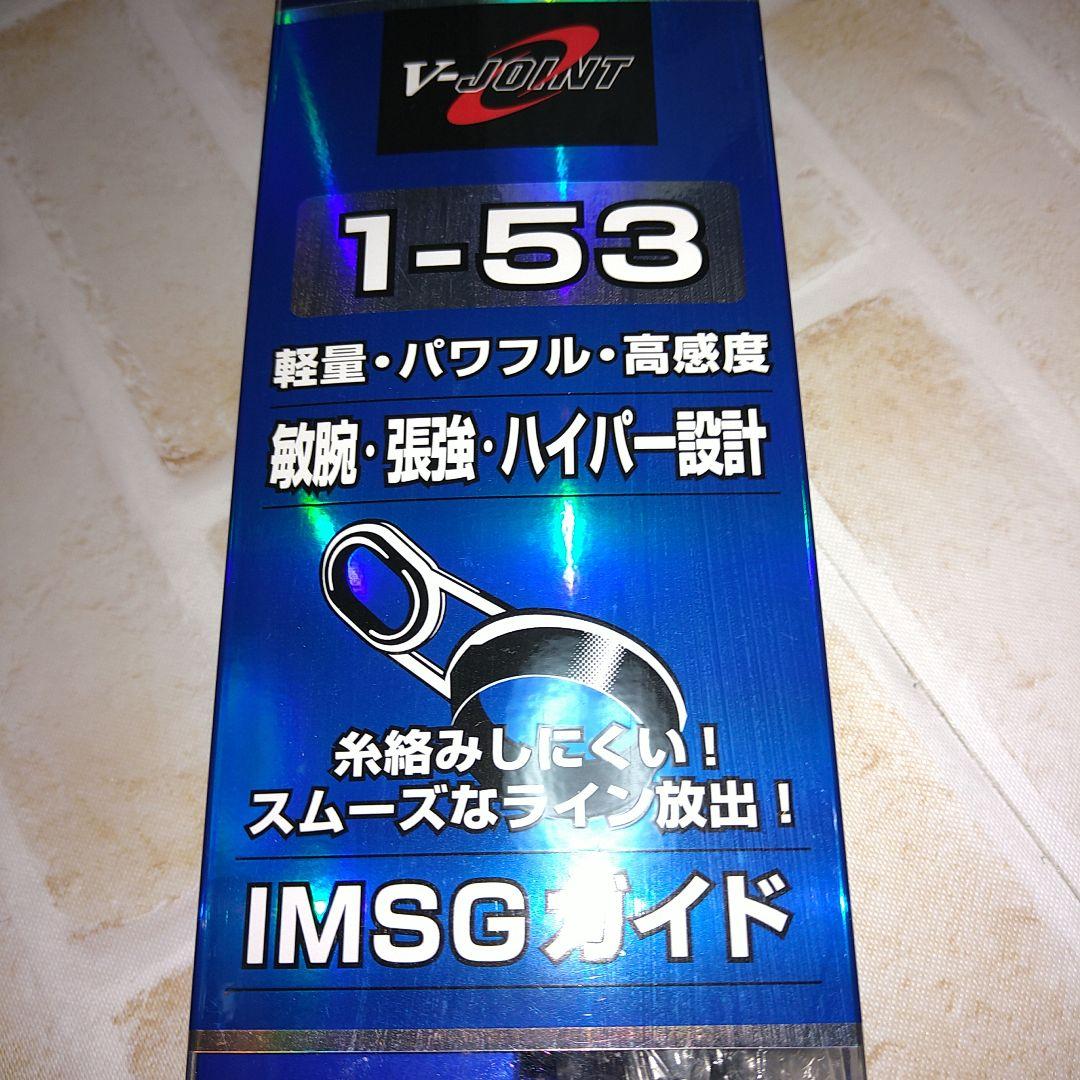 V-JOINT
1-53
軽量・パワフル・高感度
敏腕・張強・ハイパー設計
糸絡みしにくい！
スムーズなライン放出！
IMSGガイド